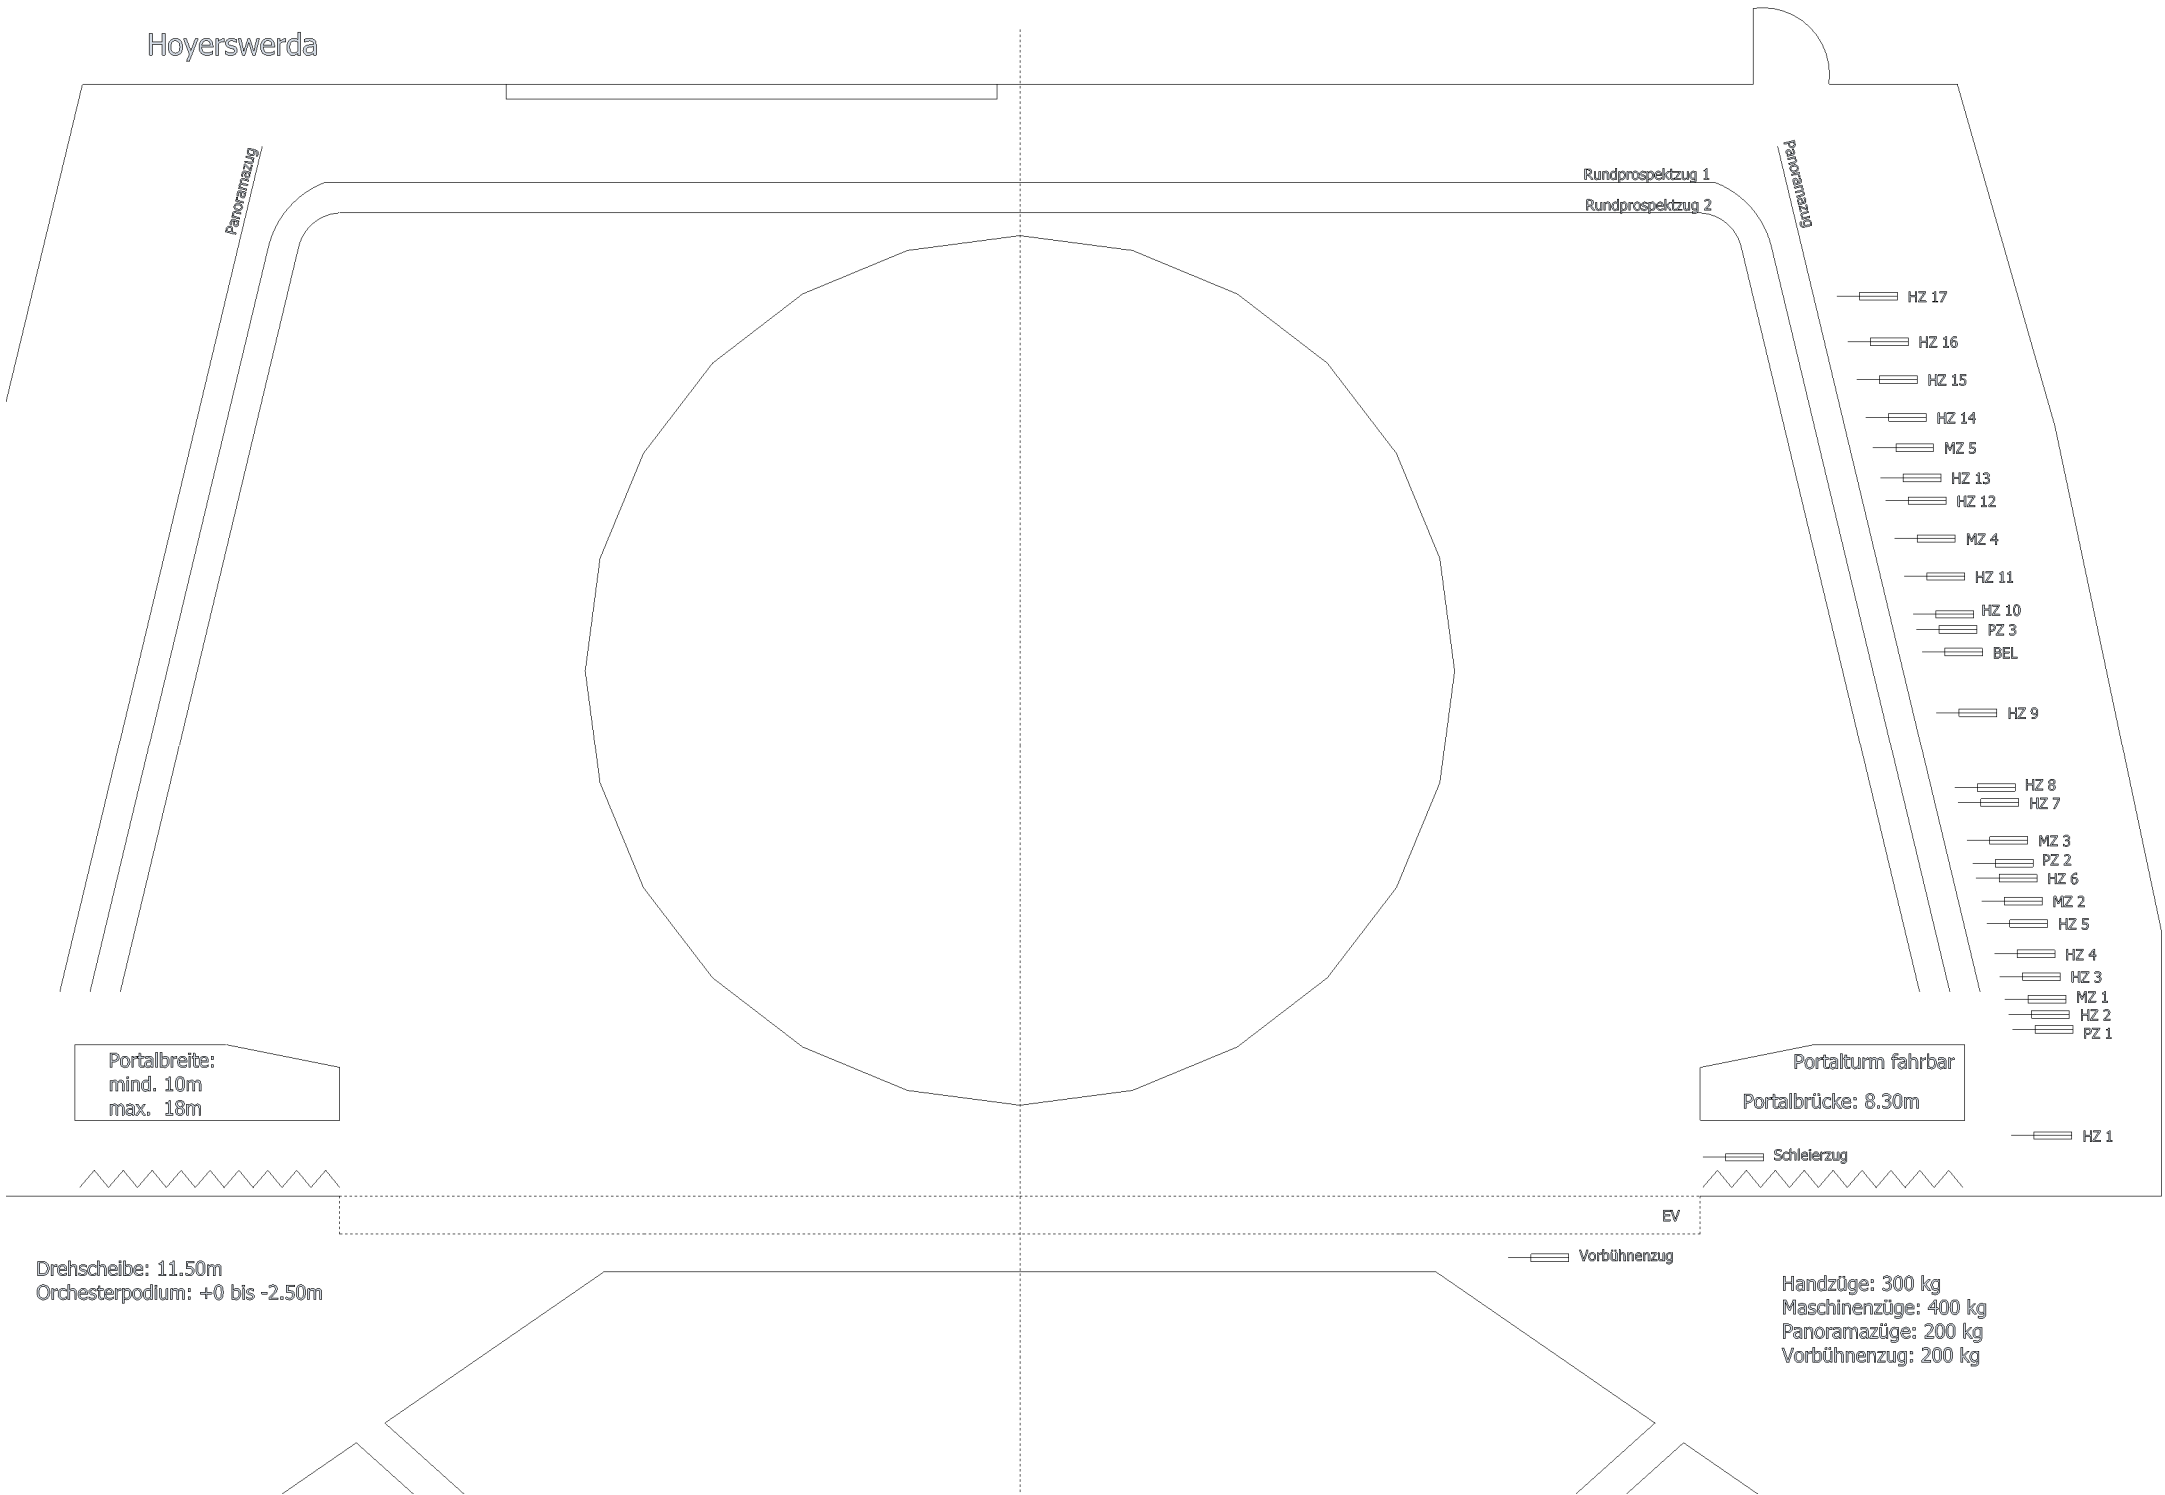 Hoyerswerda
Panoramazug
Rundprospektzug 1
Rundprospektzug 2
Panoramazug
HZ 17
HZ 16
HZ 15
HZ 14
MZ 5
HZ 13
HZ 12
MZ 4
HZ 11
HZ 10
PZ 3
BEL
HZ 9
HZ 8
HZ 7
MZ 3
PZ 2
HZ 6
MZ 2
HZ 5
HZ 4
HZ 3
MZ 1
HZ 2
PZ 1
Portalbreite:
mind. 10m
max. 18m
Portalturm fahrbar
Portalbrücke: 8.30m
HZ 1
Schleierzug
EV
Vorbühnenzug
Drehscheibe: 11.50m
Orchesterpodium: +0 bis -2.50m
Handzüge: 300 kg
Maschinenzüge: 400 kg
Panoramazüge: 200 kg
Vorbühnenzug: 200 kg